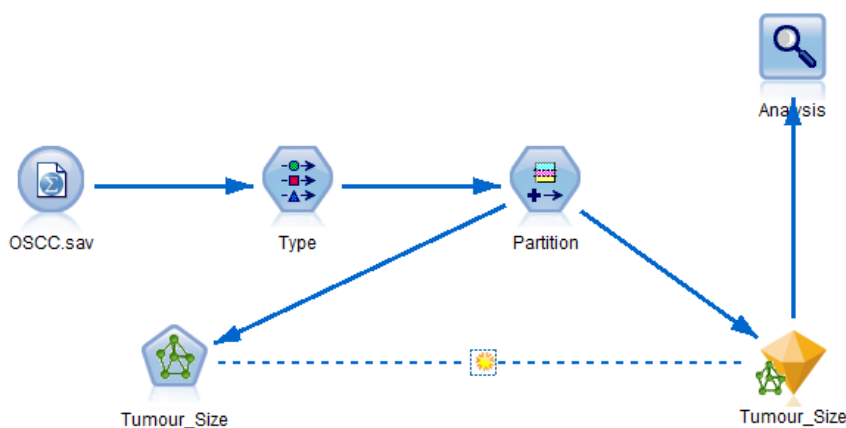 Analysis
OSCC.sav
Type
Partition
Tumour_Size
Tumour_Size